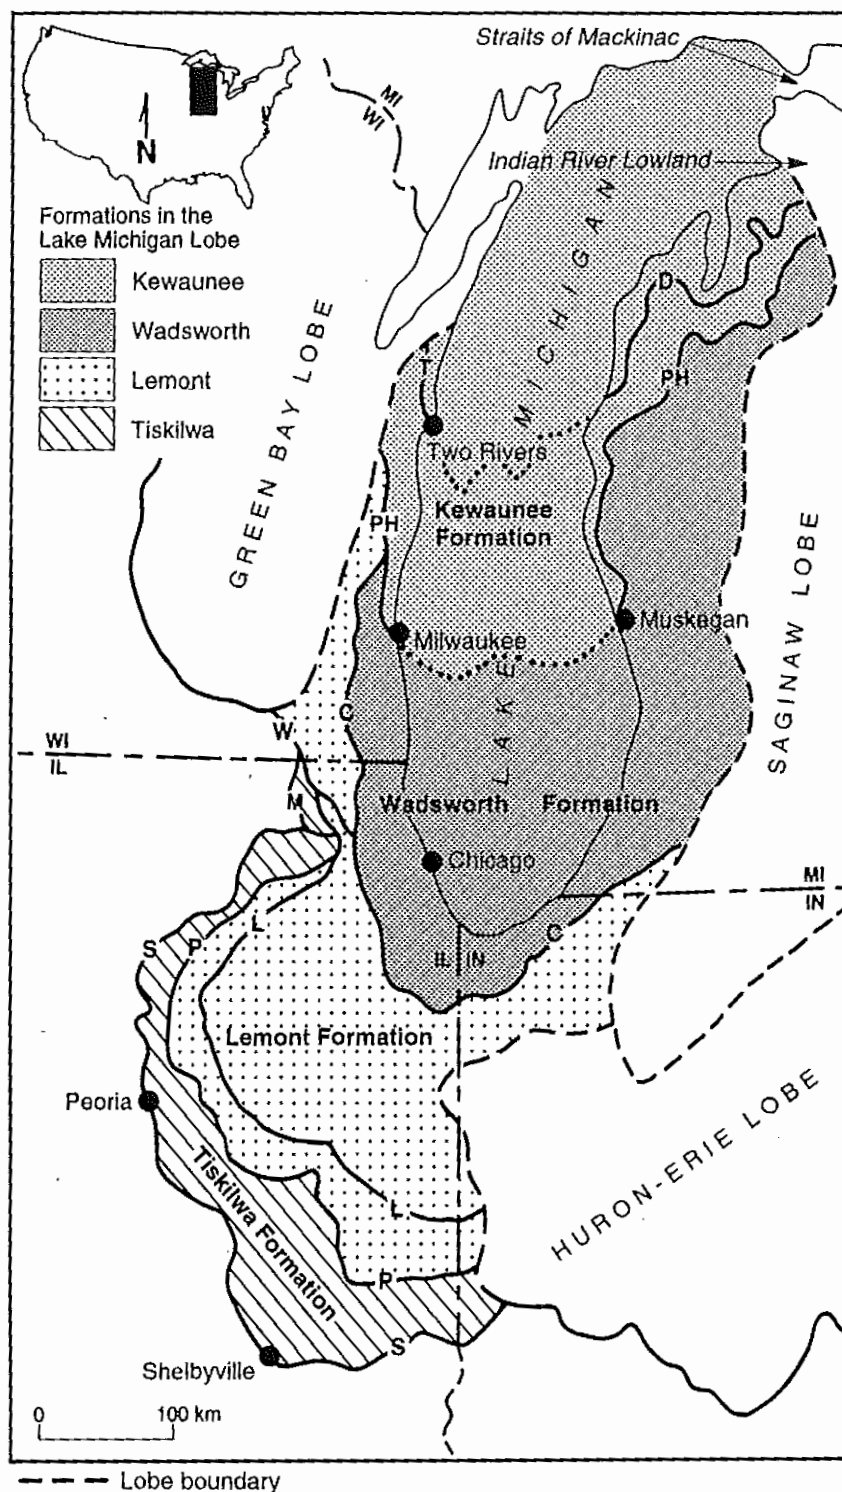 Straits of Mackinac
MI
WI
N
Indian River Lowland
Formations in the
Lake Michigan Lobe
Kewaunee
Wadsworth
Lemont
Tiskilwa
GREEN BAY LOBE
LAKE MICHIGAN
D
T
PH
Two Rivers
PH
Kewaunee
Formation
SAGINAW LOBE
Milwaukee
Muskegan
W
C
WI
IL
M
Wadsworth Formation
Chicago
MI
IN
S
P
L
C
IL
IN
Lemont Formation
Peoria
Tiskilwa Formation
HURON-ERIE LOBE
L
P
S
Shelbyville
0
100 km
Lobe boundary